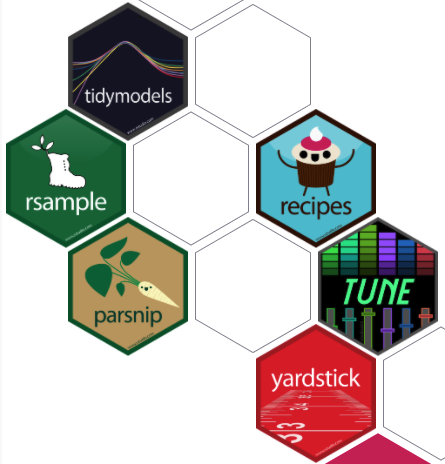 tidymodels
rsample
recipes
TUNE
parsnip
yardstick